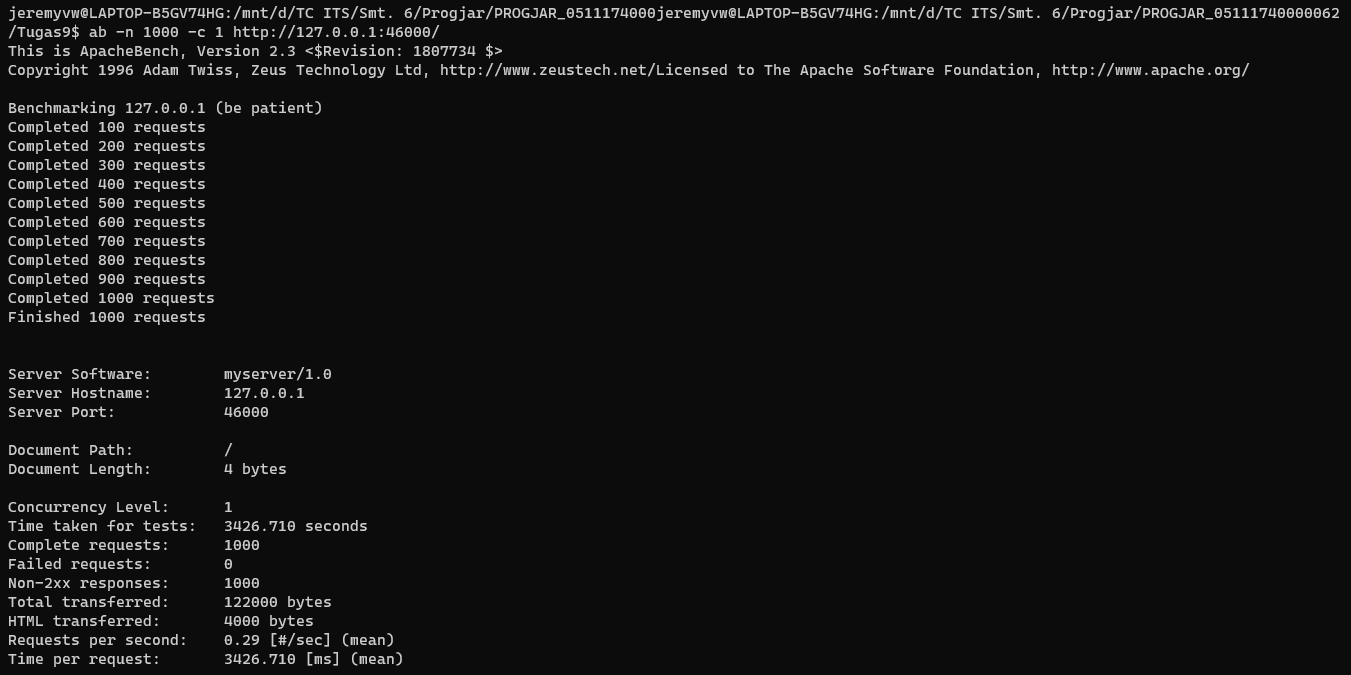 jeremyvw@LAPTOP-B5GV74HG:/mnt/d/TC ITS/Smt. 6/Progjar/PROGJAR_0511174000jeremyvw@LAPTOP-B5GV74HG:/mnt/d/TC ITS/Smt. 6/Progjar/PROGJAR_05111740000062
/Tugas9$ ab -n 1000 -c 1 http://127.0.0.1:46000/
This is ApacheBench, Version 2.3 <$Revision: 1807734 $>
Copyright 1996 Adam Twiss, Zeus Technology Ltd, http://www.zeustech.net/Licensed to The Apache Software Foundation, http://www.apache.org/
Benchmarking 127.0.0.1 (be patient)
Completed 100 requests
Completed 200 requests
Completed 300 requests
Completed 400 requests
Completed 500 requests
Completed 600 requests
Completed 700 requests
Completed 800 requests
Completed 900 requests
Completed 1000 requests
Finished 1000 requests
Server Software: myserver/1.0
Server Hostname: 127.0.0.1
Server Port: 46000
Document Path: /
Document Length: 4 bytes
Concurrency Level: 1
Time taken for tests: 3426.710 seconds
Complete requests: 1000
Failed requests: 0
Non-2xx responses: 1000
Total transferred: 122000 bytes
HTML transferred: 4000 bytes
Requests per second: 0.29 [#/sec] (mean)
Time per request: 3426.710 [ms] (mean)